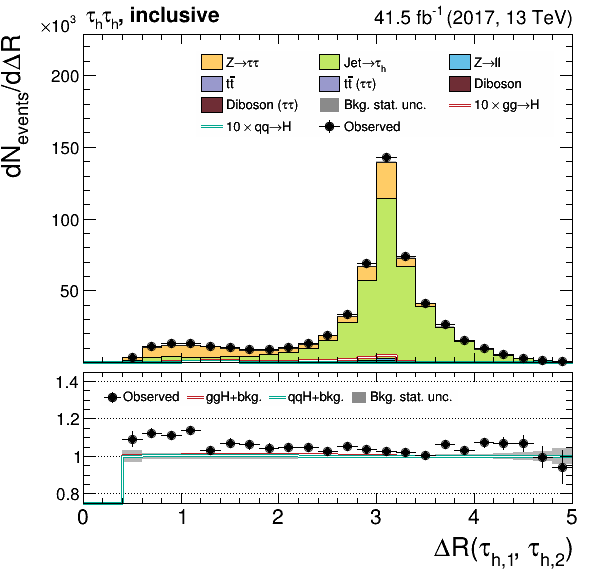 ×10³ τₕτₕ, inclusive 41.5 fb⁻¹ (2017, 13 TeV)
dN_events/dΔR
Z→ττ Jet→τₕ Z→ll
tt̄ tt̄ (ττ) Diboson
Diboson (ττ) Bkg. stat. unc. 10 × gg→H
10 × qq→H Observed
200
150
100
50
1.4
Observed ggH+bkg. qqH+bkg. Bkg. stat. unc.
1.2
1
0.8
0 1 2 3 4 5
ΔR(τ_h,1, τ_h,2)